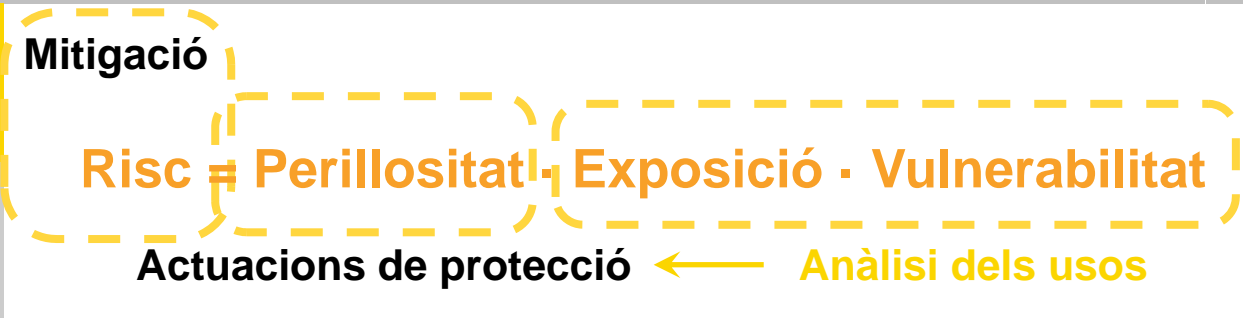 Mitigació
Risc = Perillositat · Exposició · Vulnerabilitat
Actuacions de protecció ← Anàlisi dels usos